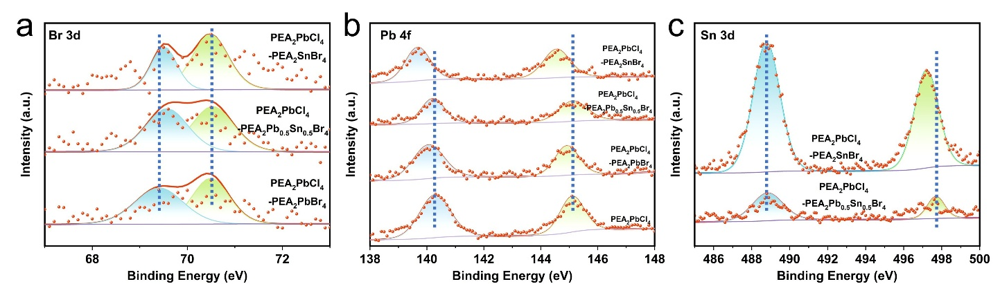 a
Br 3d
PEA₂PbCl₄
-PEA₂SnBr₄
PEA₂PbCl₄
-PEA₂Pb₀.₅Sn₀.₅Br₄
PEA₂PbCl₄
-PEA₂PbBr₄
Intensity (a.u.)
68 70 72
Binding Energy (eV)
b
Pb 4f
PEA₂PbCl₄
-PEA₂SnBr₄
PEA₂PbCl₄
-PEA₂Pb₀.₅Sn₀.₅Br₄
PEA₂PbCl₄
-PEA₂PbBr₄
PEA₂PbCl₄
Intensity (a.u.)
138 140 142 144 146 148
Binding Energy (eV)
c
Sn 3d
PEA₂PbCl₄
-PEA₂SnBr₄
PEA₂PbCl₄
-PEA₂Pb₀.₅Sn₀.₅Br₄
Intensity (a.u.)
486 488 490 492 494 496 498 500
Binding Energy (eV)